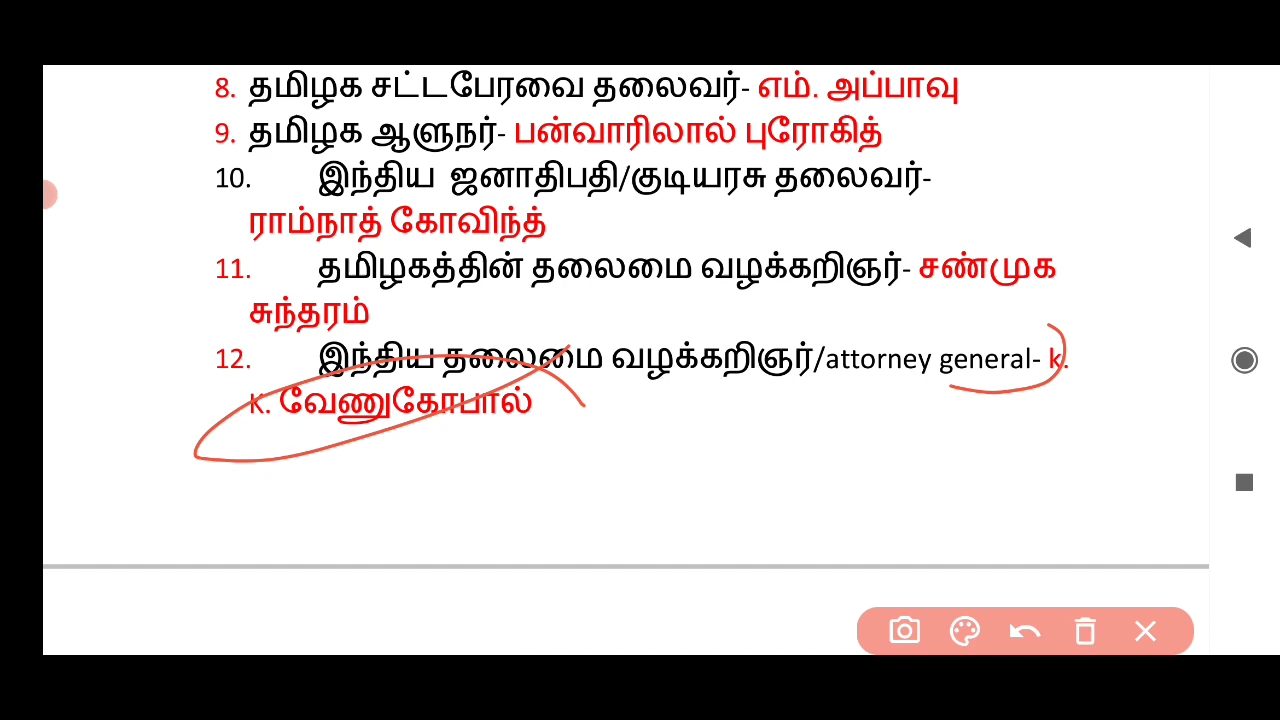 8. தமிழக சட்டபேரவை தலைவர்- எம். அப்பாவு
9. தமிழக ஆளுநர்- பன்வாரிலால் புரோகித்
10. இந்திய ஜனாதிபதி/குடியரசு தலைவர்-
ராம்நாத் கோவிந்த்
11. தமிழகத்தின் தலைமை வழக்கறிஞர்- சண்முக
சுந்தரம்
12. இந்திய தலைமை வழக்கறிஞர்/attorney general- k.
K. வேணுகோபால்